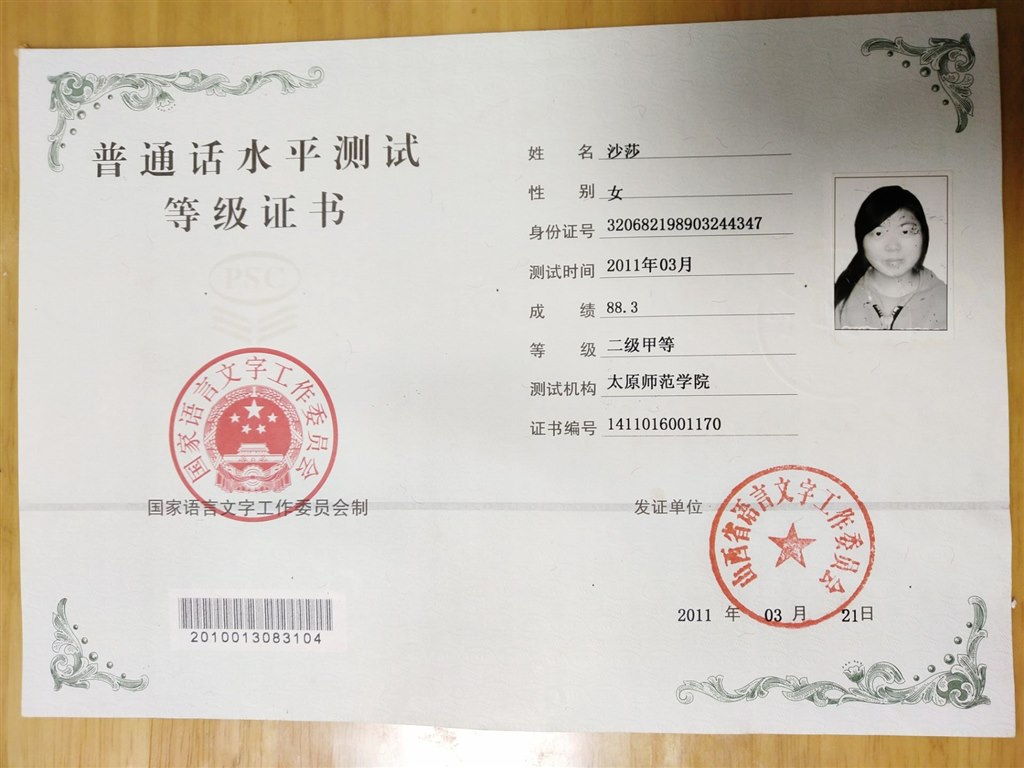 普通话水平测试
等级证书
PSC
国家语言文字工作委员会
国家语言文字工作委员会制
2010013083104
姓 名 沙莎
性 别 女
身份证号 320682198903244347
测试时间 2011年03月
成 绩 88.3
等 级 二级甲等
测试机构 太原师范学院
证书编号 1411016001170
发证单位
山西省语言文字工作委员会
2011 年 03 月 21日